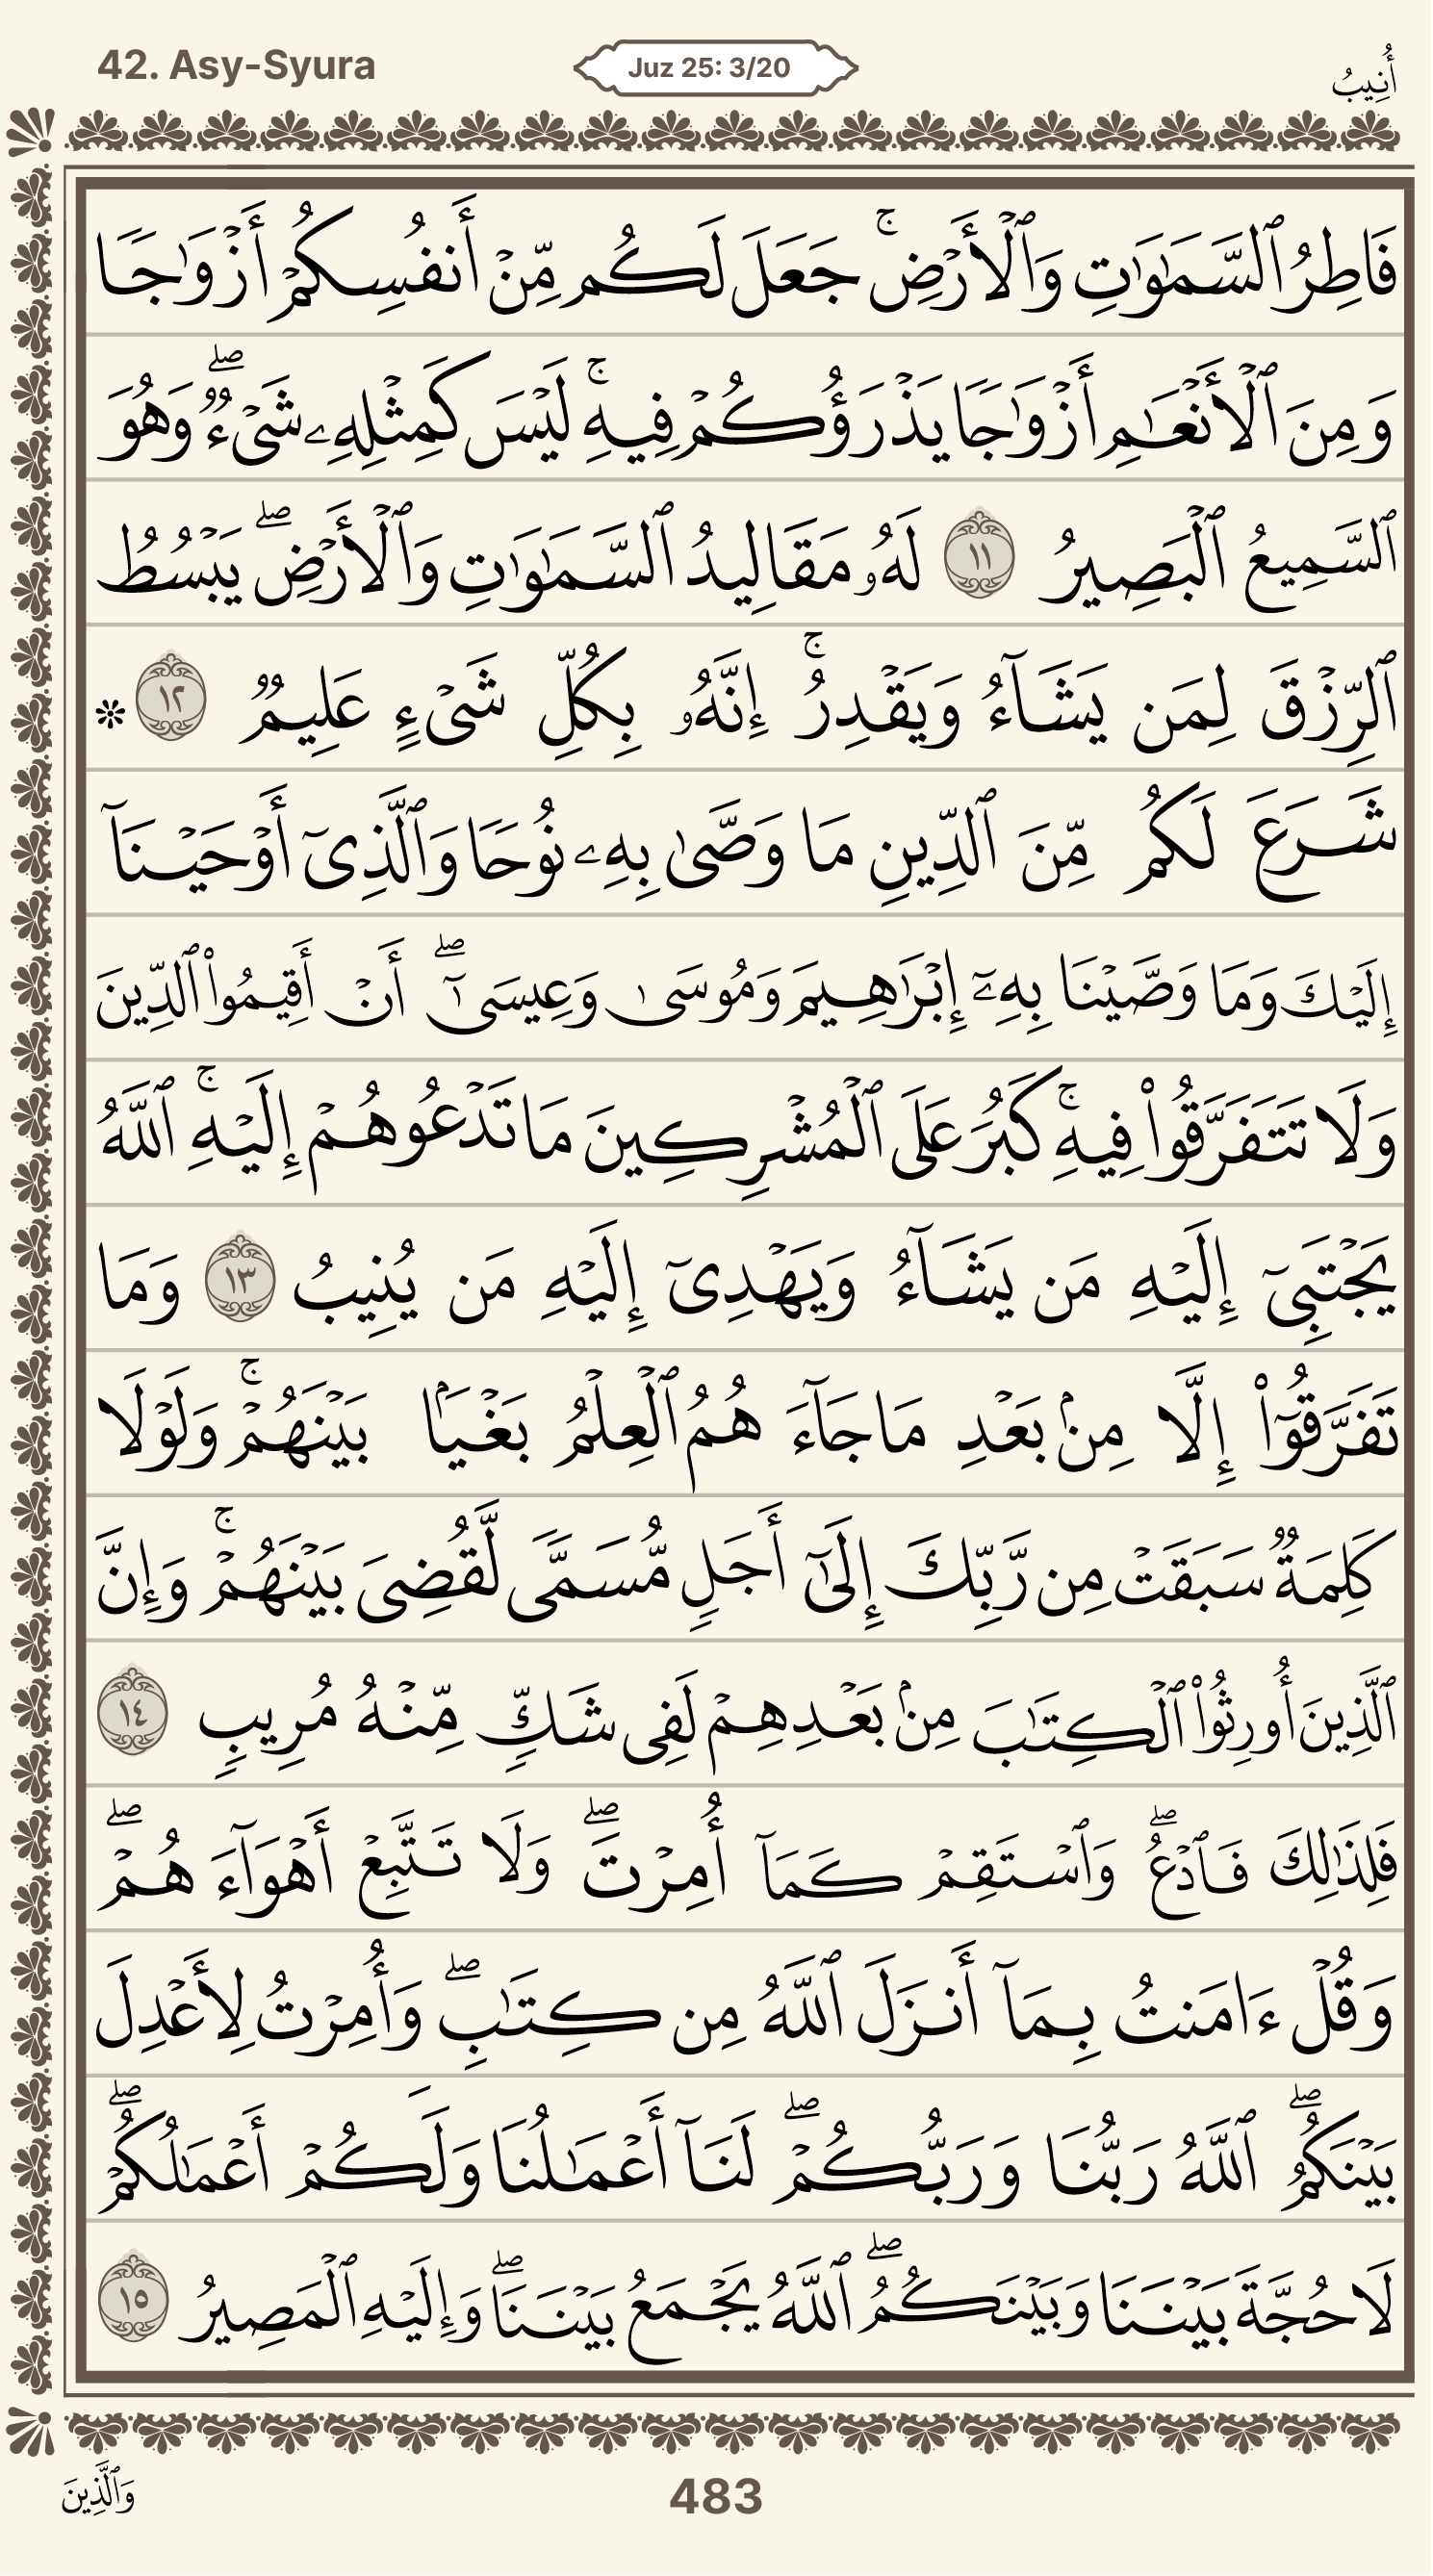 42. Asy-Syura
Juz 25: 3/20
أُنِيبُ
فَاطِرُ ٱلسَّمَٰوَٰتِ وَٱلْأَرْضِ ۚ جَعَلَ لَكُم مِّنْ أَنفُسِكُمْ أَزْوَٰجًا
وَمِنَ ٱلْأَنْعَٰمِ أَزْوَٰجًا يَذْرَؤُكُمْ فِيهِ ۚ لَيْسَ كَمِثْلِهِۦ شَىْءٌ ۖ وَهُوَ
ٱلسَّمِيعُ ٱلْبَصِيرُ ١١ لَهُۥ مَقَالِيدُ ٱلسَّمَٰوَٰتِ وَٱلْأَرْضِ ۖ يَبْسُطُ
ٱلرِّزْقَ لِمَن يَشَآءُ وَيَقْدِرُ ۚ إِنَّهُۥ بِكُلِّ شَىْءٍ عَلِيمٌ ١٢ *
شَرَعَ لَكُم مِّنَ ٱلدِّينِ مَا وَصَّىٰ بِهِۦ نُوحًا وَٱلَّذِىٓ أَوْحَيْنَآ
إِلَيْكَ وَمَا وَصَّيْنَا بِهِۦٓ إِبْرَٰهِيمَ وَمُوسَىٰ وَعِيسَىٰٓ ۖ أَنْ أَقِيمُوا۟ ٱلدِّينَ
وَلَا تَتَفَرَّقُوا۟ فِيهِ ۚ كَبُرَ عَلَى ٱلْمُشْرِكِينَ مَا تَدْعُوهُمْ إِلَيْهِ ۚ ٱللَّهُ
يَجْتَبِىٓ إِلَيْهِ مَن يَشَآءُ وَيَهْدِىٓ إِلَيْهِ مَن يُنِيبُ ١٣ وَمَا
تَفَرَّقُوٓا۟ إِلَّا مِنۢ بَعْدِ مَا جَآءَهُمُ ٱلْعِلْمُ بَغْيًۢا بَيْنَهُمْ ۚ وَلَوْلَا
كَلِمَةٌ سَبَقَتْ مِن رَّبِّكَ إِلَىٰٓ أَجَلٍ مُّسَمًّى لَّقُضِىَ بَيْنَهُمْ ۚ وَإِنَّ
ٱلَّذِينَ أُورِثُوا۟ ٱلْكِتَٰبَ مِنۢ بَعْدِهِمْ لَفِى شَكٍّ مِّنْهُ مُرِيبٍ ١٤
فَلِذَٰلِكَ فَٱدْعُ ۖ وَٱسْتَقِمْ كَمَآ أُمِرْتَ ۖ وَلَا تَتَّبِعْ أَهْوَآءَهُمْ ۖ
وَقُلْ ءَامَنتُ بِمَآ أَنزَلَ ٱللَّهُ مِن كِتَٰبٍ ۖ وَأُمِرْتُ لِأَعْدِلَ
بَيْنَكُمُ ۖ ٱللَّهُ رَبُّنَا وَرَبُّكُمْ ۖ لَنَآ أَعْمَٰلُنَا وَلَكُمْ أَعْمَٰلُكُمْ ۖ
لَا حُجَّةَ بَيْنَنَا وَبَيْنَكُمُ ۖ ٱللَّهُ يَجْمَعُ بَيْنَنَا ۖ وَإِلَيْهِ ٱلْمَصِيرُ ١٥
وَٱلَّذِينَ
483